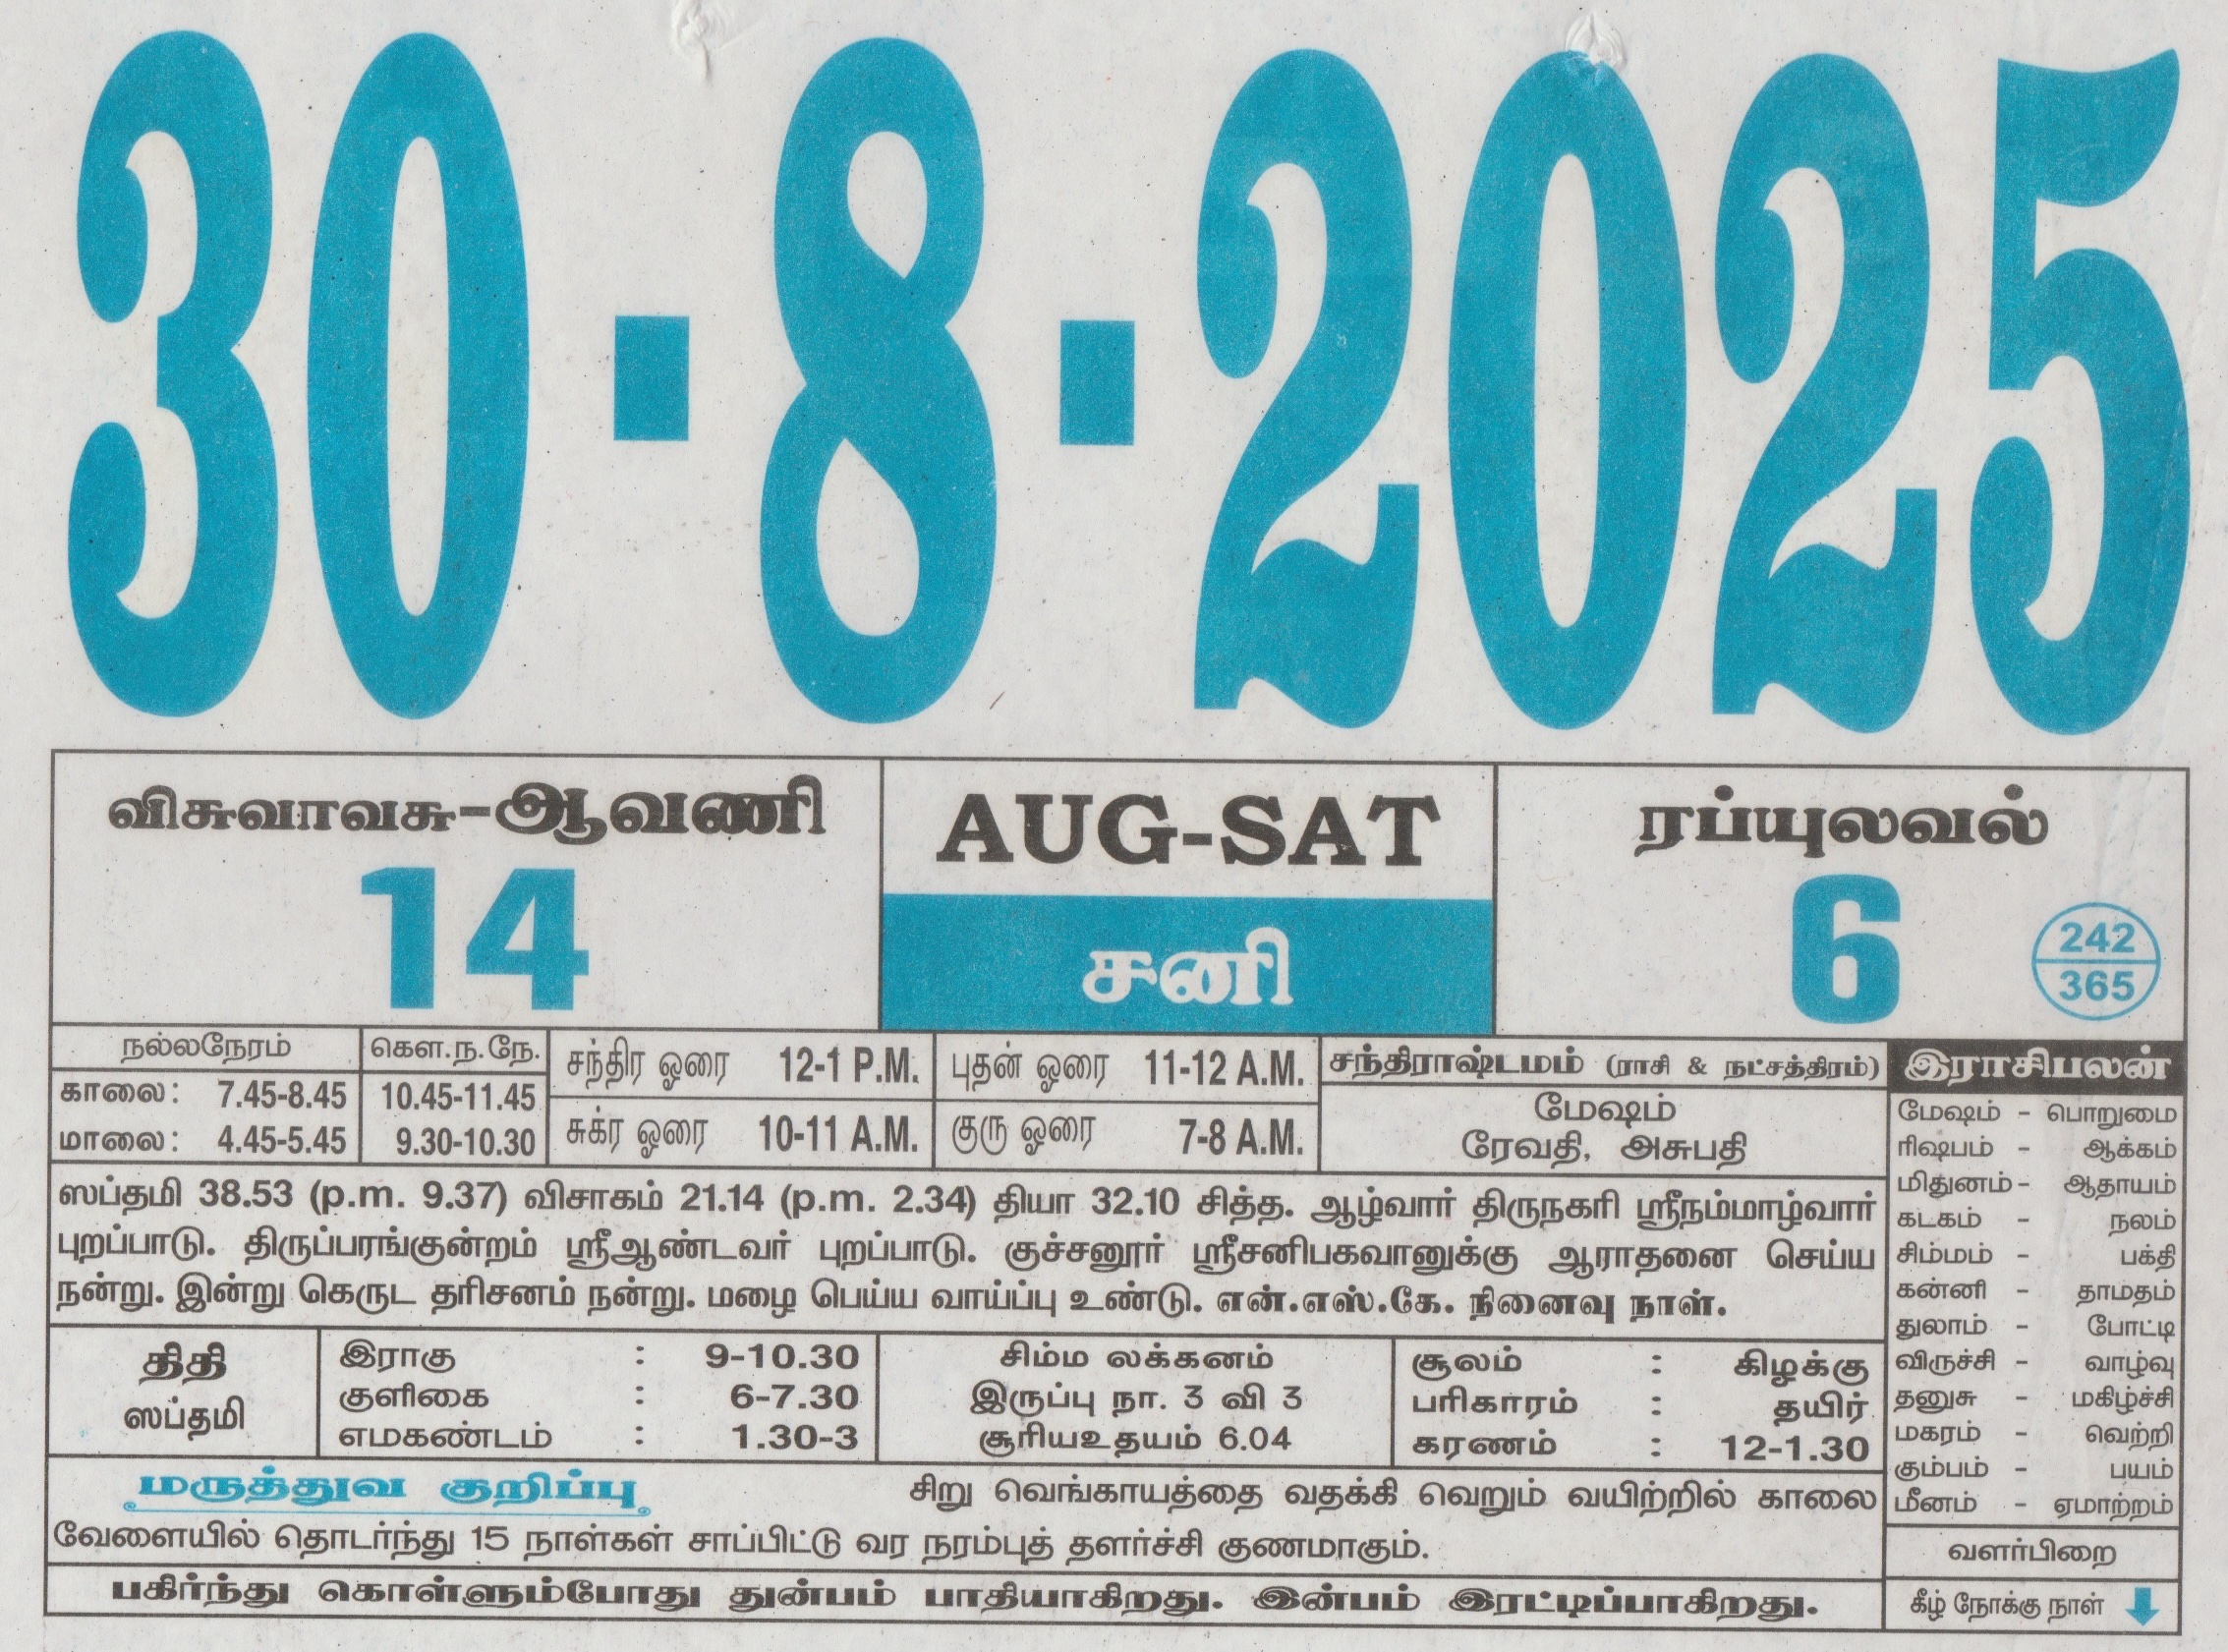 30-8-2025
விசுவாவசு-ஆவணி
14
AUG-SAT
சனி
ரப்யுலவல்
6
242
365
நல்லநேரம்
காலை: 7.45-8.45
மாலை: 4.45-5.45
கௌ.ந.நே.
10.45-11.45
9.30-10.30
சந்திர ஓரை 12-1 P.M.
சுக்ர ஓரை 10-11 A.M.
புதன் ஓரை 11-12 A.M.
குரு ஓரை 7-8 A.M.
சந்திராஷ்டமம் (ராசி & நட்சத்திரம்)
மேஷம்
ரேவதி, அசுபதி
ஸப்தமி 38.53 (p.m. 9.37) விசாகம் 21.14 (p.m. 2.34) தியா 32.10 சித்த. ஆழ்வார் திருநகரி ஸ்ரீநம்மாழ்வார்
புறப்பாடு. திருப்பரங்குன்றம் ஸ்ரீஆண்டவர் புறப்பாடு. குச்சனூர் ஸ்ரீசனிபகவானுக்கு ஆராதனை செய்ய
நன்று. இன்று கெருட தரிசனம் நன்று. மழை பெய்ய வாய்ப்பு உண்டு. என்.எஸ்.கே. நினைவு நாள்.
திதி
ஸப்தமி
இராகு : 9-10.30
குளிகை : 6-7.30
எமகண்டம் : 1.30-3
சிம்ம லக்கனம்
இருப்பு நா. 3 வி 3
சூரியஉதயம் 6.04
சூலம் : கிழக்கு
பரிகாரம் : தயிர்
கரணம் : 12-1.30
மருத்துவ குறிப்பு சிறு வெங்காயத்தை வதக்கி வெறும் வயிற்றில் காலை
வேளையில் தொடர்ந்து 15 நாள்கள் சாப்பிட்டு வர நரம்புத் தளர்ச்சி குணமாகும்.
பகிர்ந்து கொள்ளும்போது துன்பம் பாதியாகிறது. இன்பம் இரட்டிப்பாகிறது.
இராசிபலன்
மேஷம் - பொறுமை
ரிஷபம் - ஆக்கம்
மிதுனம் - ஆதாயம்
கடகம் - நலம்
சிம்மம் - பக்தி
கன்னி - தாமதம்
துலாம் - போட்டி
விருச்சி - வாழ்வு
தனுசு - மகிழ்ச்சி
மகரம் - வெற்றி
கும்பம் - பயம்
மீனம் - ஏமாற்றம்
வளர்பிறை
கீழ் நோக்கு நாள்